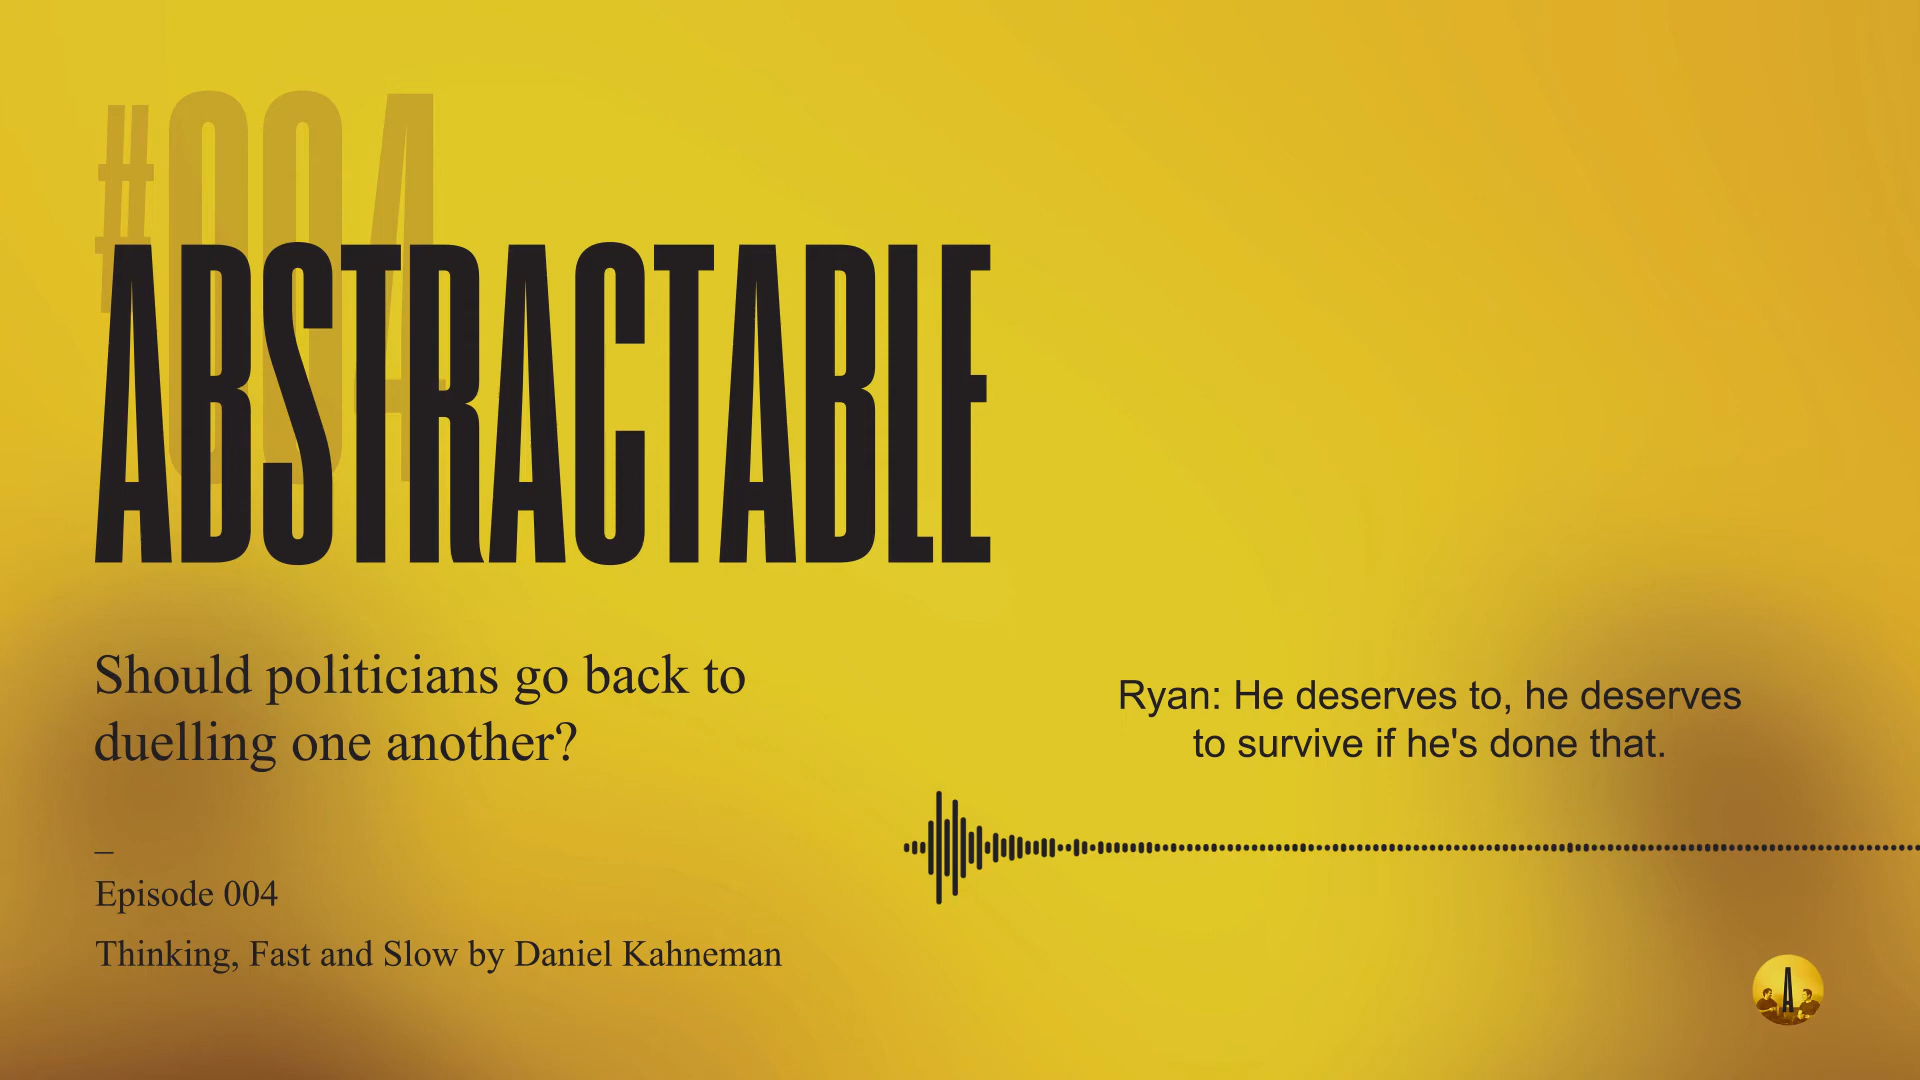 #004
ABSTRACTABLE
Should politicians go back to
duelling one another?
Ryan: He deserves to, he deserves
to survive if he's done that.
–
Episode 004
Thinking, Fast and Slow by Daniel Kahneman